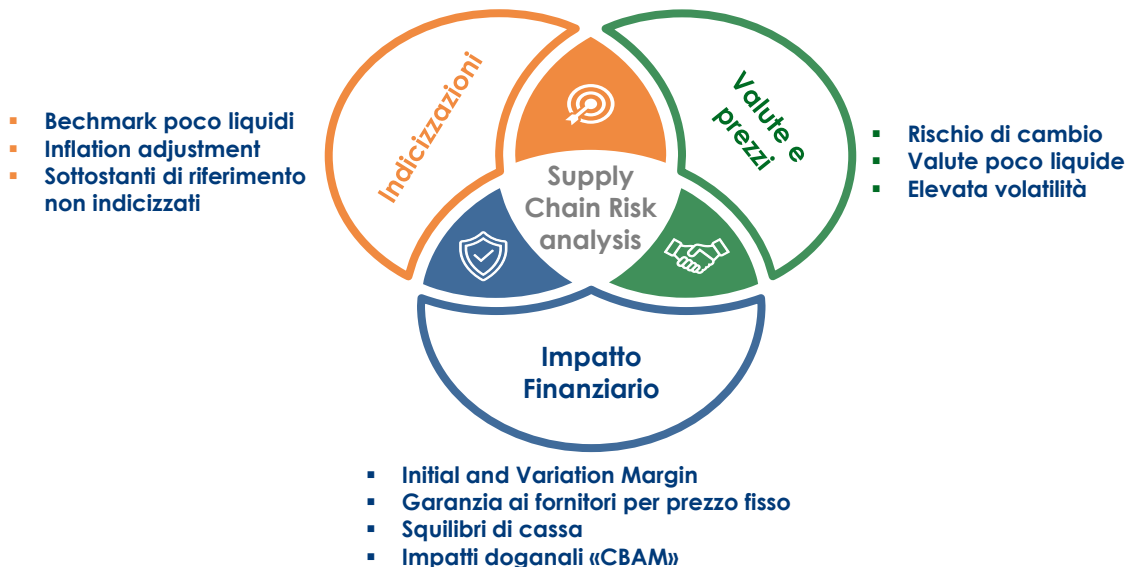 Indicizzazioni
Valute e
prezzi
▪ Bechmark poco liquidi
▪ Inflation adjustment
▪ Sottostanti di riferimento
non indicizzati
Supply
Chain Risk
analysis
▪ Rischio di cambio
▪ Valute poco liquide
▪ Elevata volatilità
Impatto
Finanziario
▪ Initial and Variation Margin
▪ Garanzia ai fornitori per prezzo fisso
▪ Squilibri di cassa
▪ Impatti doganali «CBAM»